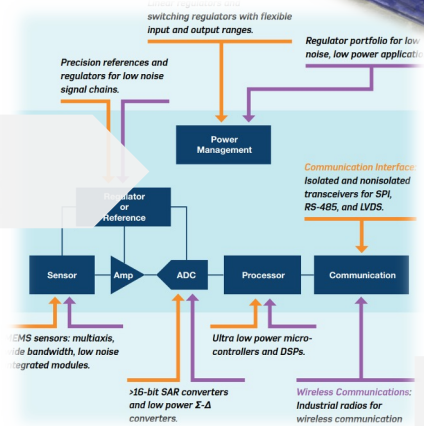 switching regulators with flexible
input and output ranges.
Regulator portfolio for low
noise, low power
Precision references and
regulators for low noise
signal chains.
Power
Management
Communication Interface:
Isolated and nonisolated
transceivers for SPI,
RS-485, and LVDS.
Regulator
or
Reference
Sensor
Amp
ADC
Processor
Communication
sensors: multiaxis,
bandwidth, low noise
integrated modules.
Ultra low power micro-
controllers and DSPs.
>16-bit SAR converters
and low power Σ-Δ
converters.
Wireless Communications:
Industrial radios for
wireless communication